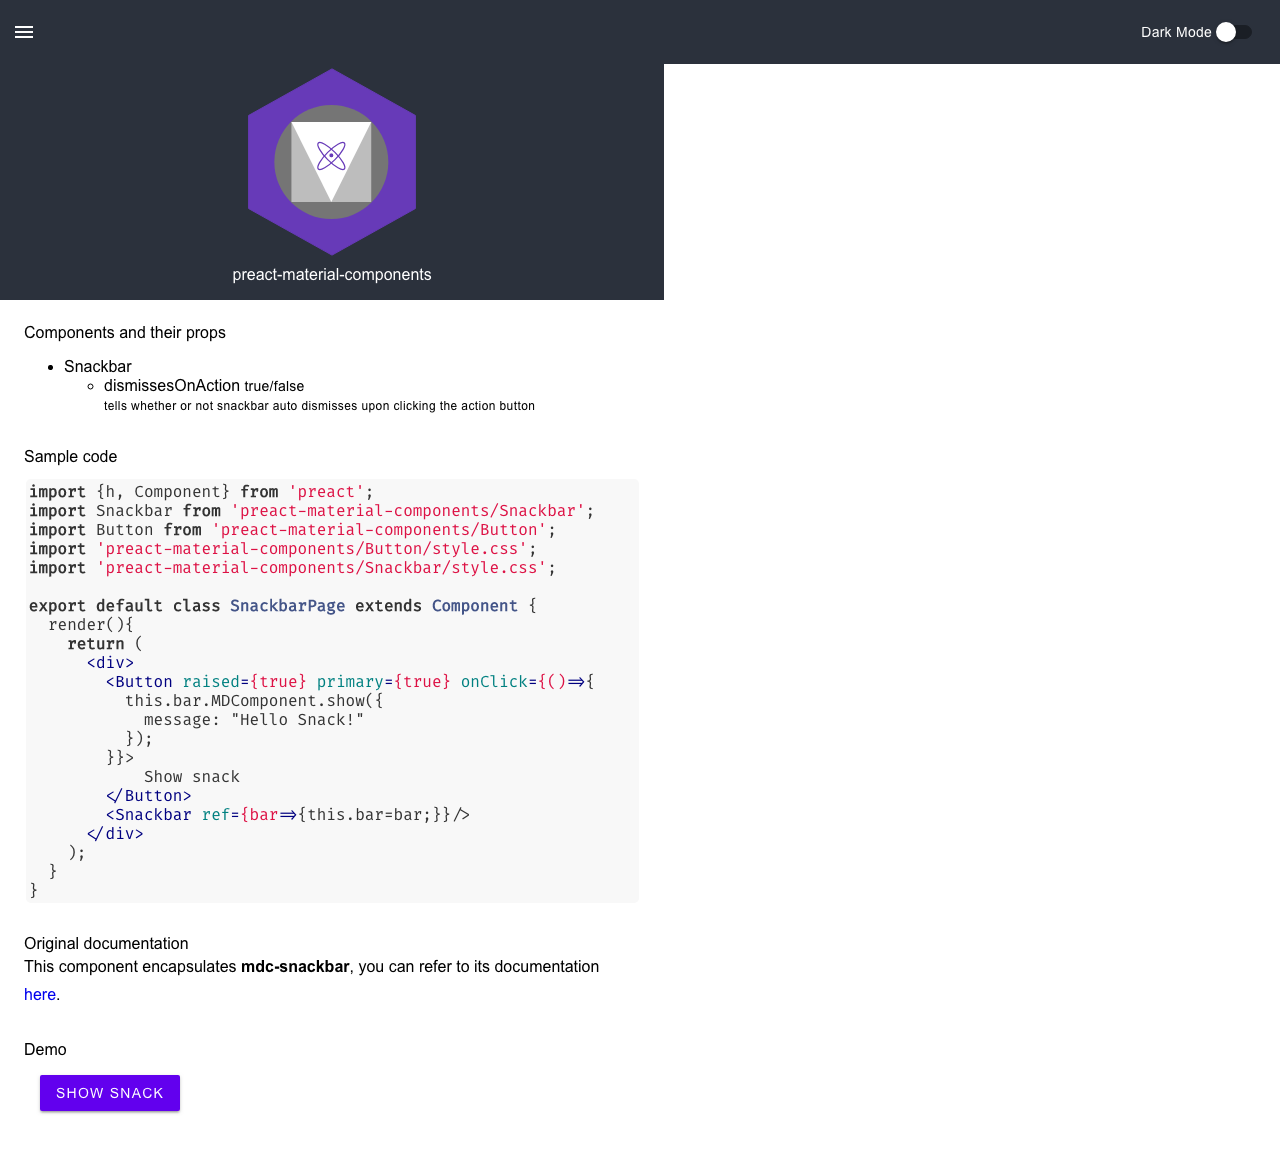 Dark Mode
preact-material-components
Components and their props
Snackbar
dismissesOnAction true/false
tells whether or not snackbar auto dismisses upon clicking the action button
Sample code
import {h, Component} from 'preact';
import Snackbar from 'preact-material-components/Snackbar';
import Button from 'preact-material-components/Button';
import 'preact-material-components/Button/style.css';
import 'preact-material-components/Snackbar/style.css';
export default class SnackbarPage extends Component {
  render(){
    return (
      <div>
        <Button raised={true} primary={true} onClick={()=>{
          this.bar.MDComponent.show({
            message: "Hello Snack!"
          });
        }}>
            Show snack
        </Button>
        <Snackbar ref={bar=>{this.bar=bar;}}/>
      </div>
    );
  }
}
Original documentation
This component encapsulates mdc-snackbar, you can refer to its documentation
here.
Demo
SHOW SNACK